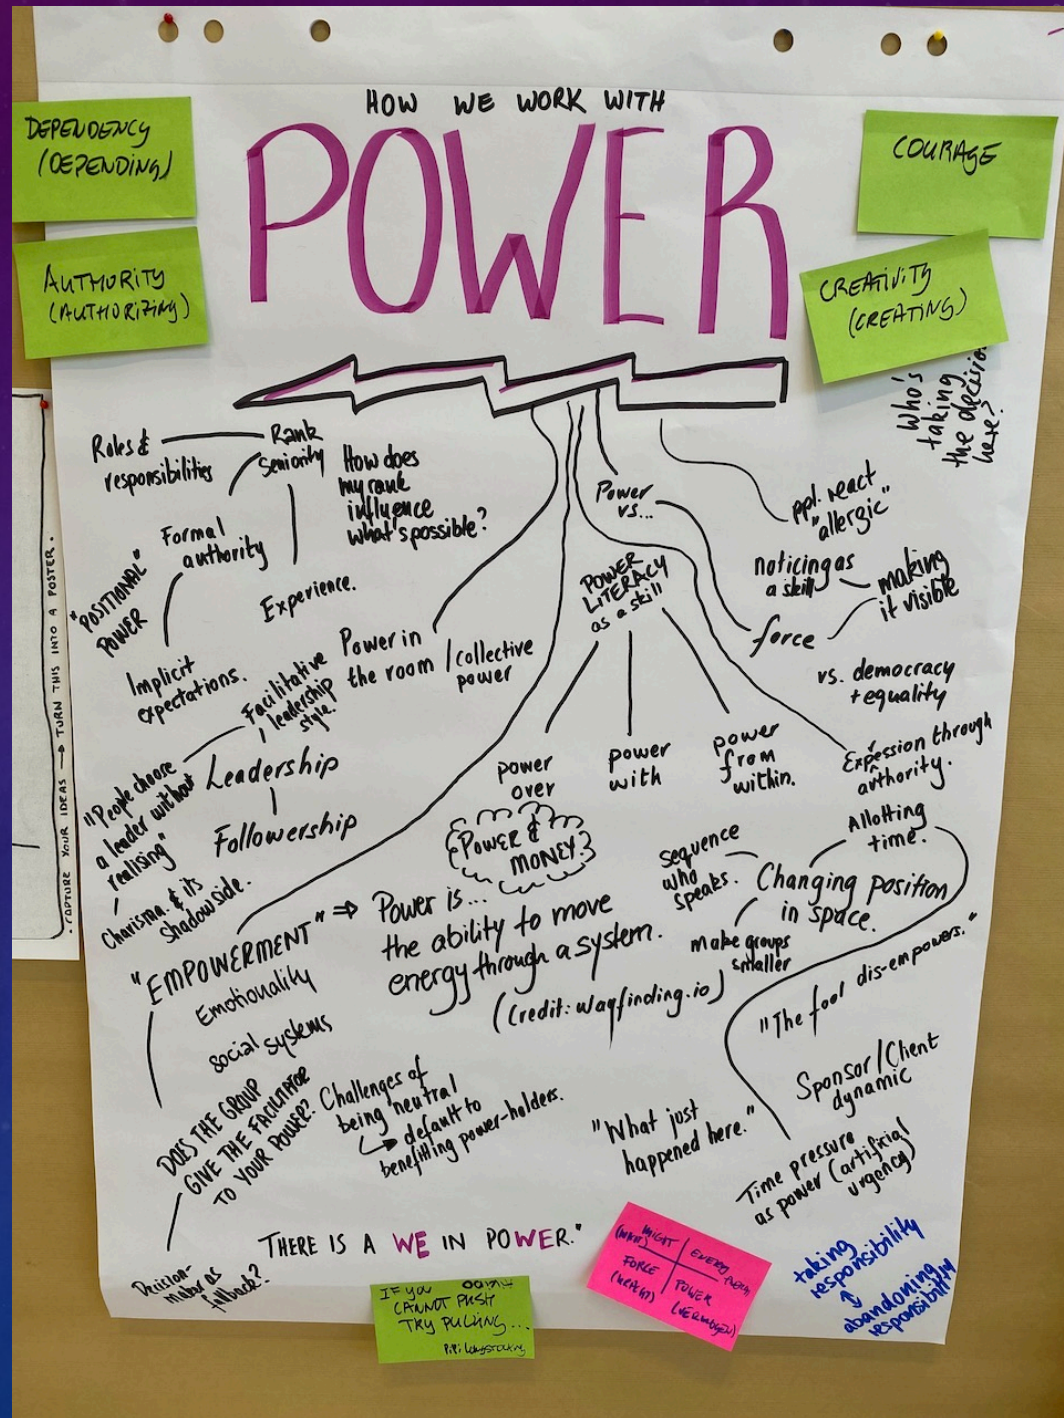 HOW WE WORK WITH
POWER
DEPENDENCY
(DEPENDING)
AUTHORITY
(AUTHORIZING)
COURAGE
CREATIVITY
(CREATING)
Who's
taking
the decision
here?
Roles &
responsibilities
Rank
Seniority
How does
my rank
influence
what's possible?
Formal
authority
"POSITIONAL"
POWER
Experience.
Implicit
expectations.
Power in
the room / collective
power
Power
vs...
ppl. react
"allergic"
noticing as
a skill
making
it visible
force
vs. democracy
+ equality
POWER
LITERACY
as a skill
power
over
power
with
power
from
within.
Expession through
authority.
Facilitative
leadership
style.
Leadership
Followership
"People choose
a leader without
realising"
Charisma & its
shadow side.
POWER &
MONEY?
Allotting
time.
Sequence
who
speaks.
Changing position
in space.
make groups
smaller
"EMPOWERMENT" ⇒ Power is...
the ability to move
energy through a system.
(Credit: wayfinding.io)
Emotionality
social systems
DOES THE GROUP
GIVE THE FACILITATOR
TO YOUR POWER?
Challenges of
being neutral
↳ default to
benefitting power-holders.
"The fool dis-empowers."
Sponsor/Client
dynamic
"What just
happened here."
Time pressure
as power (artificial
urgency)
THERE IS A WE IN POWER."
Decision-
maker as
fallback?
IF YOU
CANNOT PUSH
TRY PULLING...
PiPi Longstocking
MIGHT
ENERGY
FORCE
(KRAFT)
POWER
taking
responsibility
↕
abandoning
responsibility
. CAPTURE YOUR IDEAS → TURN THIS INTO A POSTER.